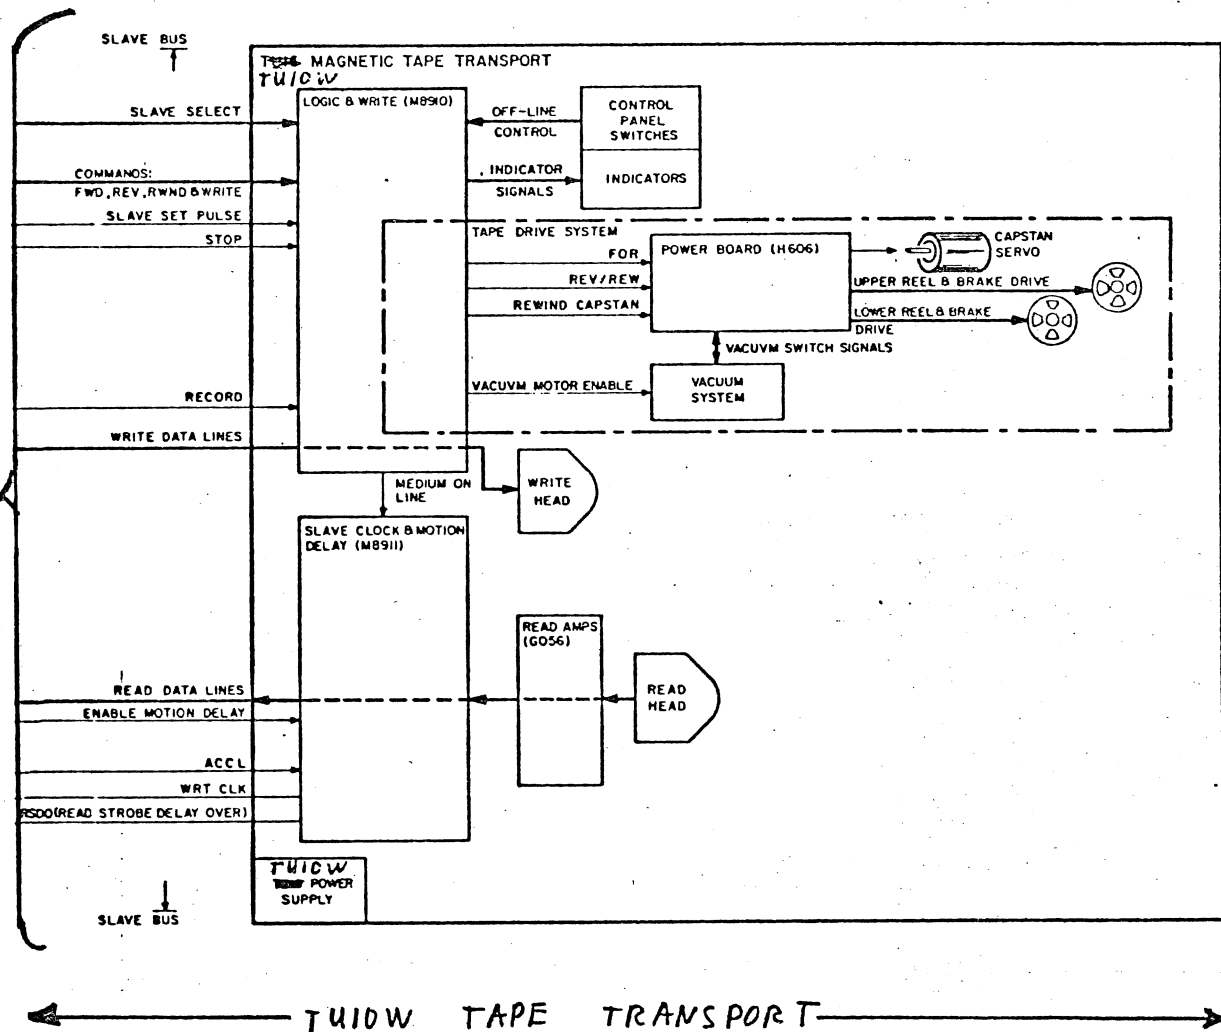 SLAVE BUS
MAGNETIC TAPE TRANSPORT
TU10W
LOGIC & WRITE (M8910)
SLAVE SELECT
OFF-LINE
CONTROL
CONTROL
PANEL
SWITCHES
COMMANDS:
FWD, REV, RWND & WRITE
INDICATOR
SIGNALS
INDICATORS
SLAVE SET PULSE
STOP
TAPE DRIVE SYSTEM
FOR
REV/REW
REWIND CAPSTAN
POWER BOARD (H606)
CAPSTAN
SERVO
UPPER REEL & BRAKE DRIVE
LOWER REEL & BRAKE
DRIVE
VACUVM SWITCH SIGNALS
VACUVM MOTOR ENABLE
VACUUM
SYSTEM
RECORD
WRITE DATA LINES
MEDIUM ON
LINE
WRITE
HEAD
SLAVE CLOCK & MOTION
DELAY (M8911)
READ AMPS
(G056)
READ
HEAD
READ DATA LINES
ENABLE MOTION DELAY
ACCL
WRT CLK
RSDO (READ STROBE DELAY OVER)
TU10W
POWER
SUPPLY
SLAVE BUS
TU10W TAPE TRANSPORT